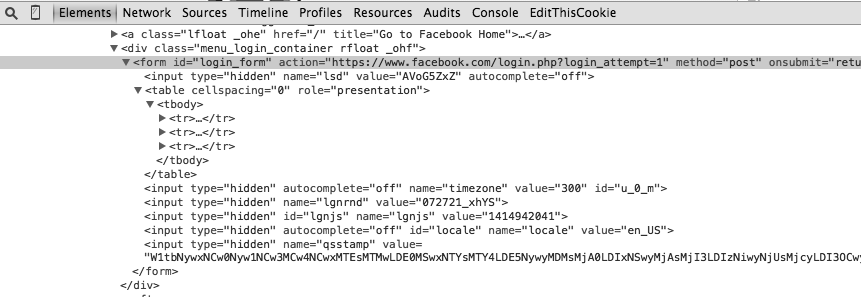 Elements Network Sources Timeline Profiles Resources Audits Console EditThisCookie
<a class="lfloat _ohe" href="/" title="Go to Facebook Home">…</a>
<div class="menu_login_container rfloat _ohf">
<form id="login_form" action="https://www.facebook.com/login.php?login_attempt=1" method="post" onsubmit="retu
<input type="hidden" name="lsd" value="AVoG5ZxZ" autocomplete="off">
<table cellspacing="0" role="presentation">
<tbody>
<tr>…</tr>
<tr>…</tr>
<tr>…</tr>
</tbody>
</table>
<input type="hidden" autocomplete="off" name="timezone" value="300" id="u_0_m">
<input type="hidden" name="lgnrnd" value="072721_xhYS">
<input type="hidden" id="lgnjs" name="lgnjs" value="1414942041">
<input type="hidden" autocomplete="off" id="locale" name="locale" value="en_US">
<input type="hidden" name="qsstamp" value=
"W1tbNywxNCw0Nyw1NCw3MCw4NCwxMTEsMTMwLDE0MSwxNTYsMTY4LDE5NywyMDMsMjA0LDIxNSwyMjAsMjI3LDIzNiwyNjUsMjcyLDI3OCwy
</form>
</div>